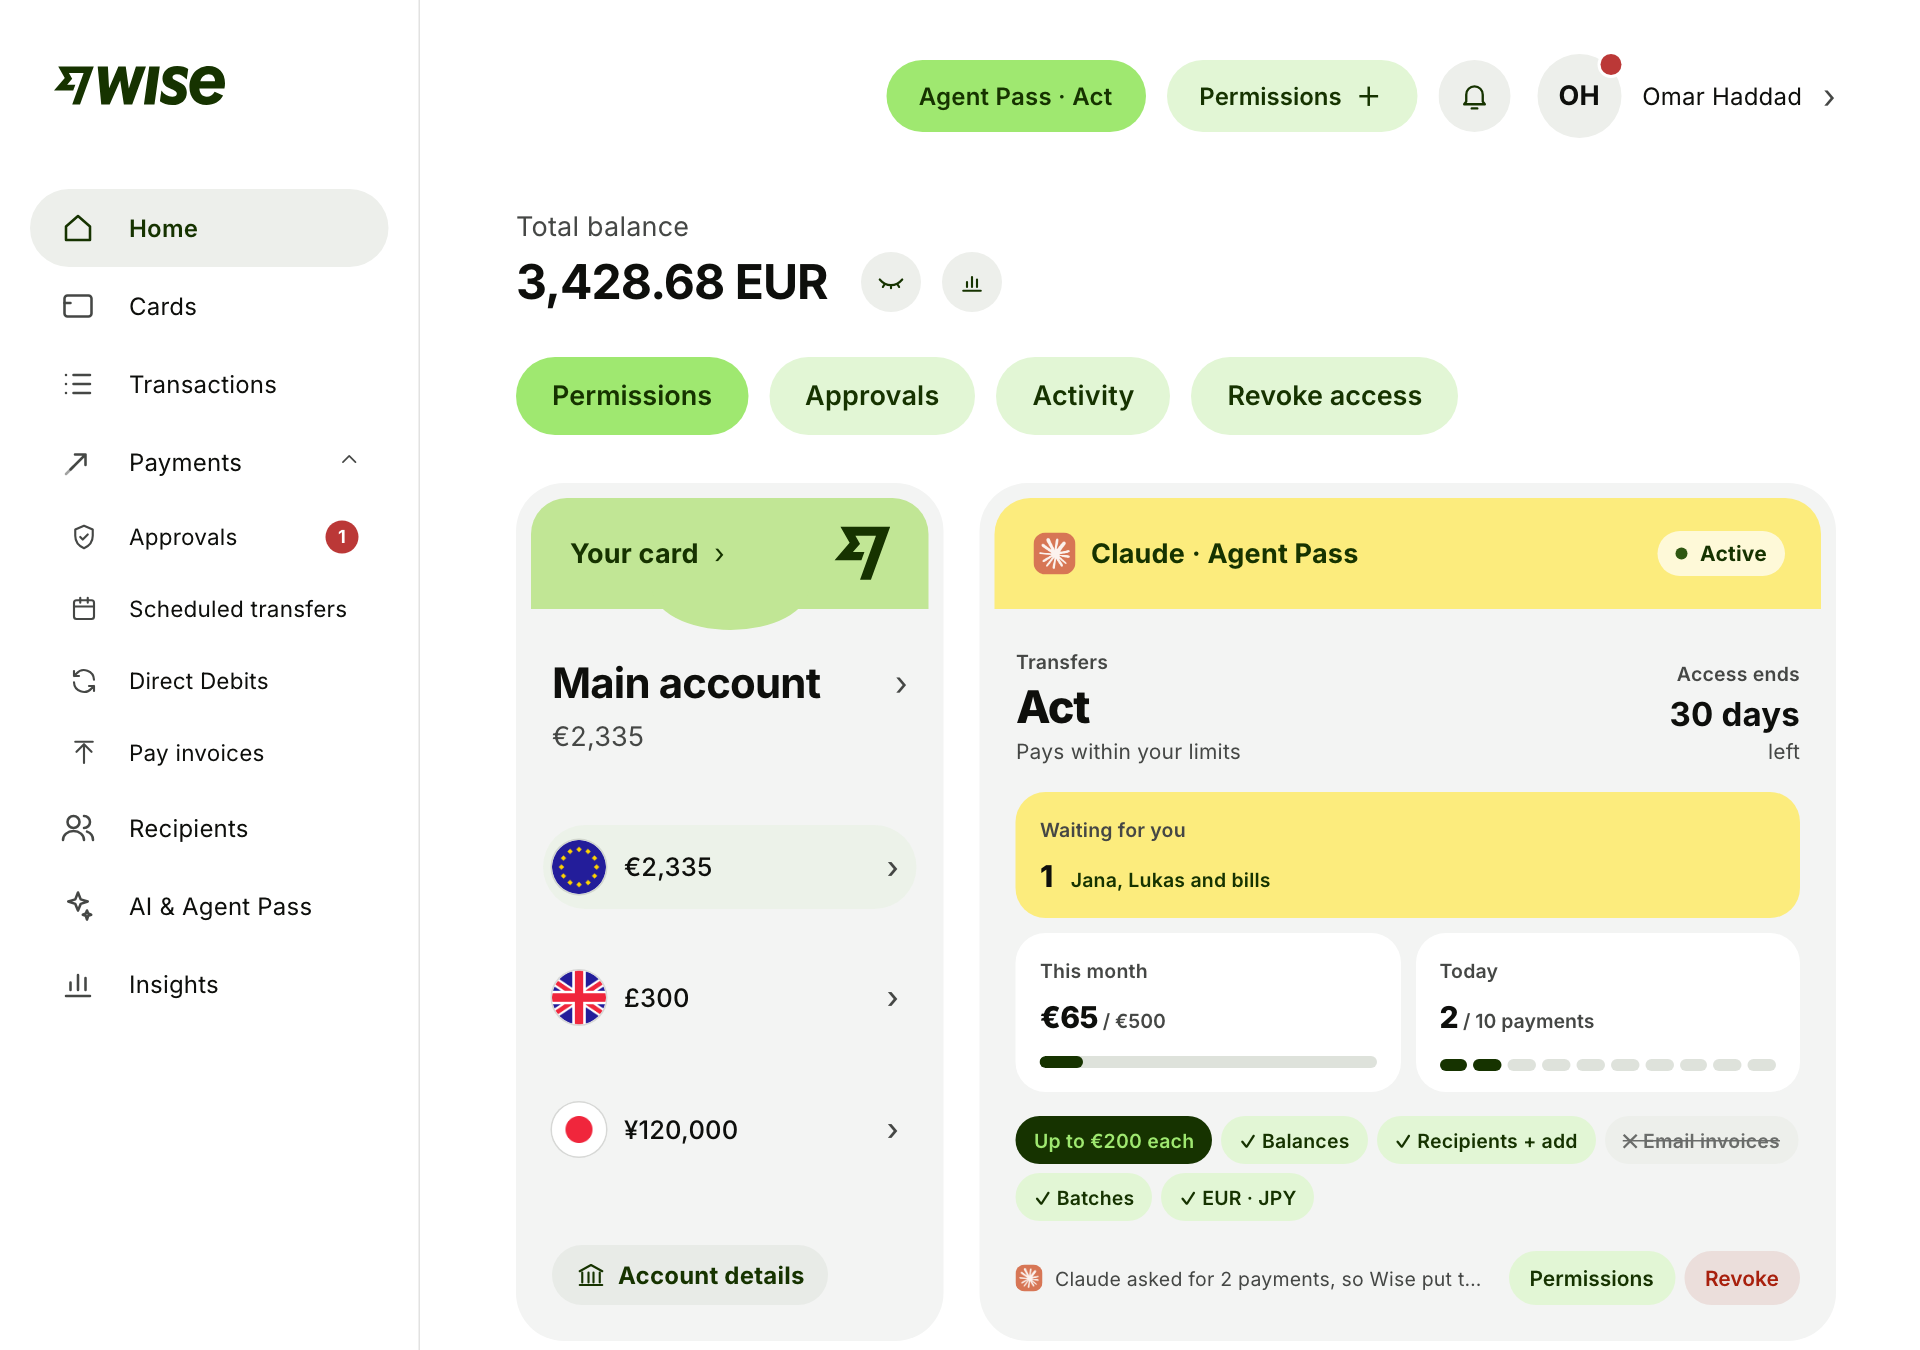 wise
Agent Pass · Act
Permissions
OH
Omar Haddad
Home
Cards
Transactions
Payments
Approvals
1
Scheduled transfers
Direct Debits
Pay invoices
Recipients
AI & Agent Pass
Insights
Total balance
3,428.68 EUR
Permissions
Approvals
Activity
Revoke access
Your card
Main account
€2,335
€2,335
£300
¥120,000
Account details
Claude · Agent Pass
Active
Transfers
Act
Pays within your limits
Access ends
30 days
left
Waiting for you
1 Jana, Lukas and bills
This month
€65 / €500
Today
2 / 10 payments
Up to €200 each
Balances
Recipients + add
Email invoices
Batches
EUR · JPY
Claude asked for 2 payments, so Wise put t...
Permissions
Revoke